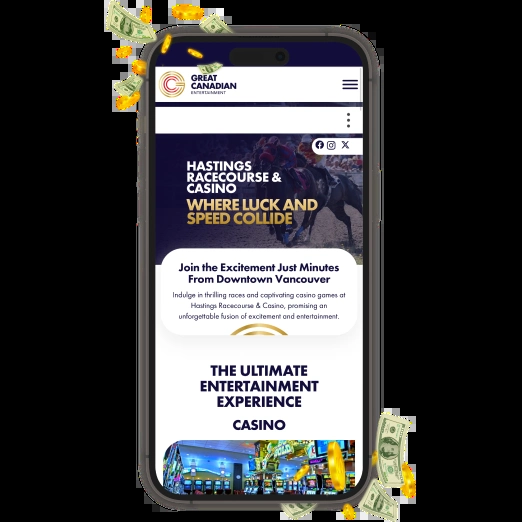 GREAT
CANADIAN
ENTERTAINMENT
HASTINGS
RACECOURSE &
CASINO
WHERE LUCK AND
SPEED COLLIDE
Join the Excitement Just Minutes
From Downtown Vancouver
Indulge in thrilling races and captivating casino games at
Hastings Racecourse & Casino, promising an
unforgettable fusion of excitement and entertainment.
THE ULTIMATE
ENTERTAINMENT
EXPERIENCE
CASINO